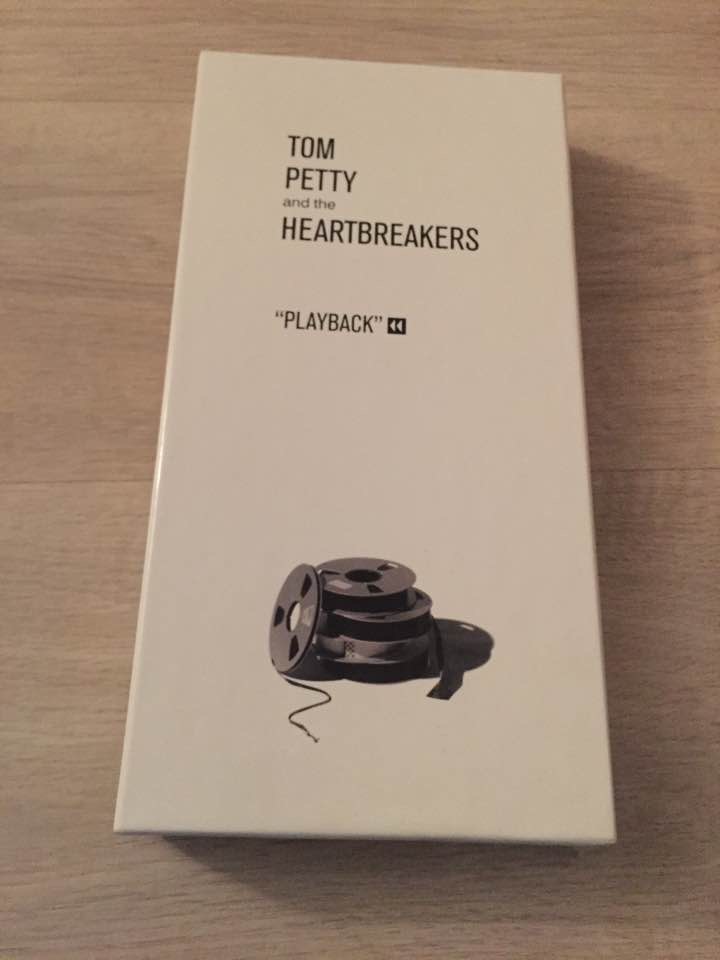 TOM
PETTY
and the
HEARTBREAKERS
“PLAYBACK”